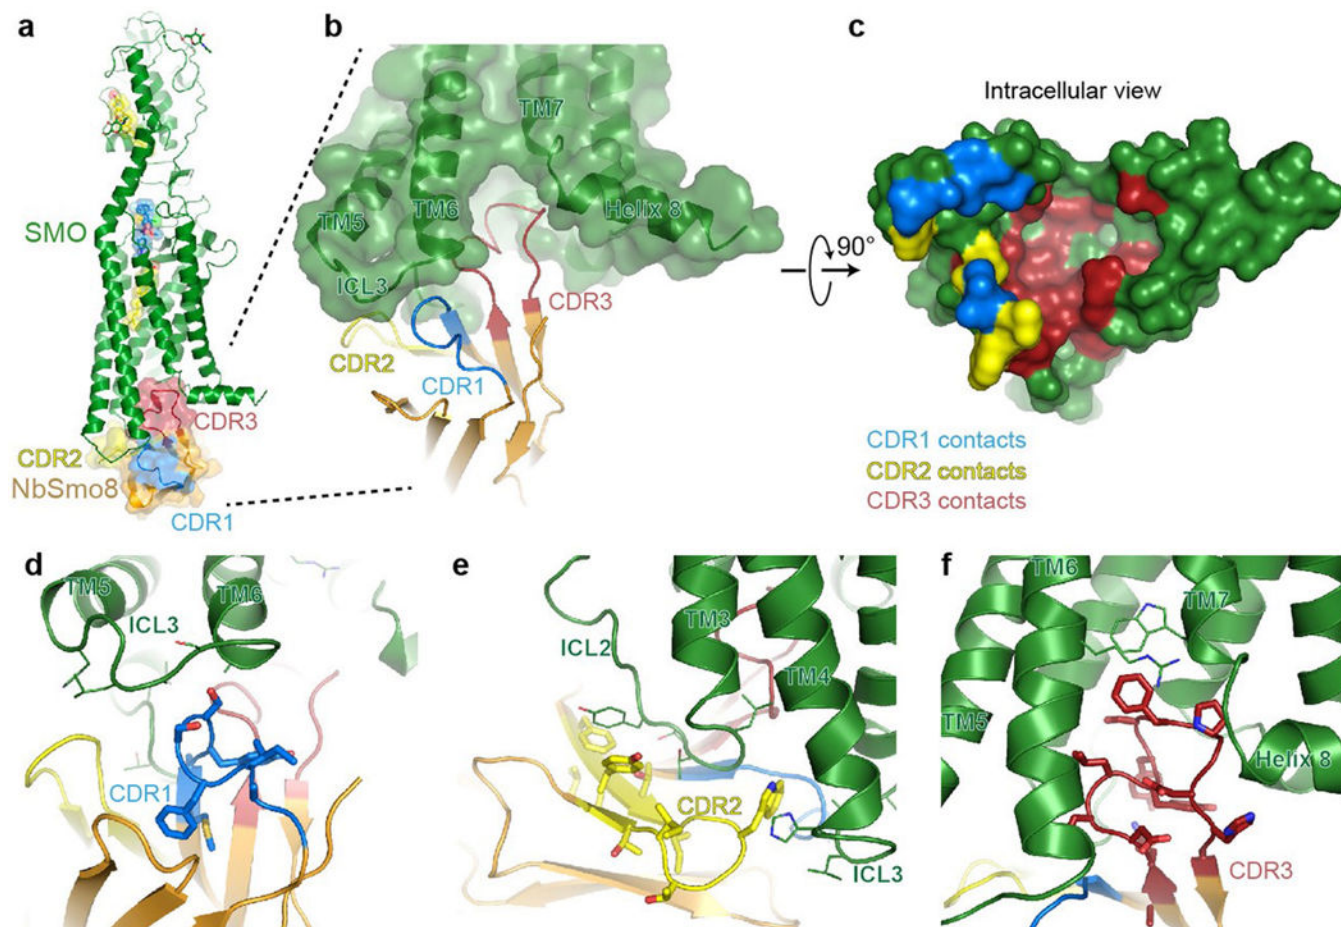 a
SMO
CDR3
CDR2
NbSmo8
CDR1
b
TM7
TM5
TM6
Helix 8
ICL3
CDR3
CDR2
CDR1
90°
c
Intracellular view
CDR1 contacts
CDR2 contacts
CDR3 contacts
d
TM5
TM6
ICL3
CDR1
e
TM3
ICL2
TM4
CDR2
ICL3
f
TM6
TM7
TM5
Helix 8
CDR3